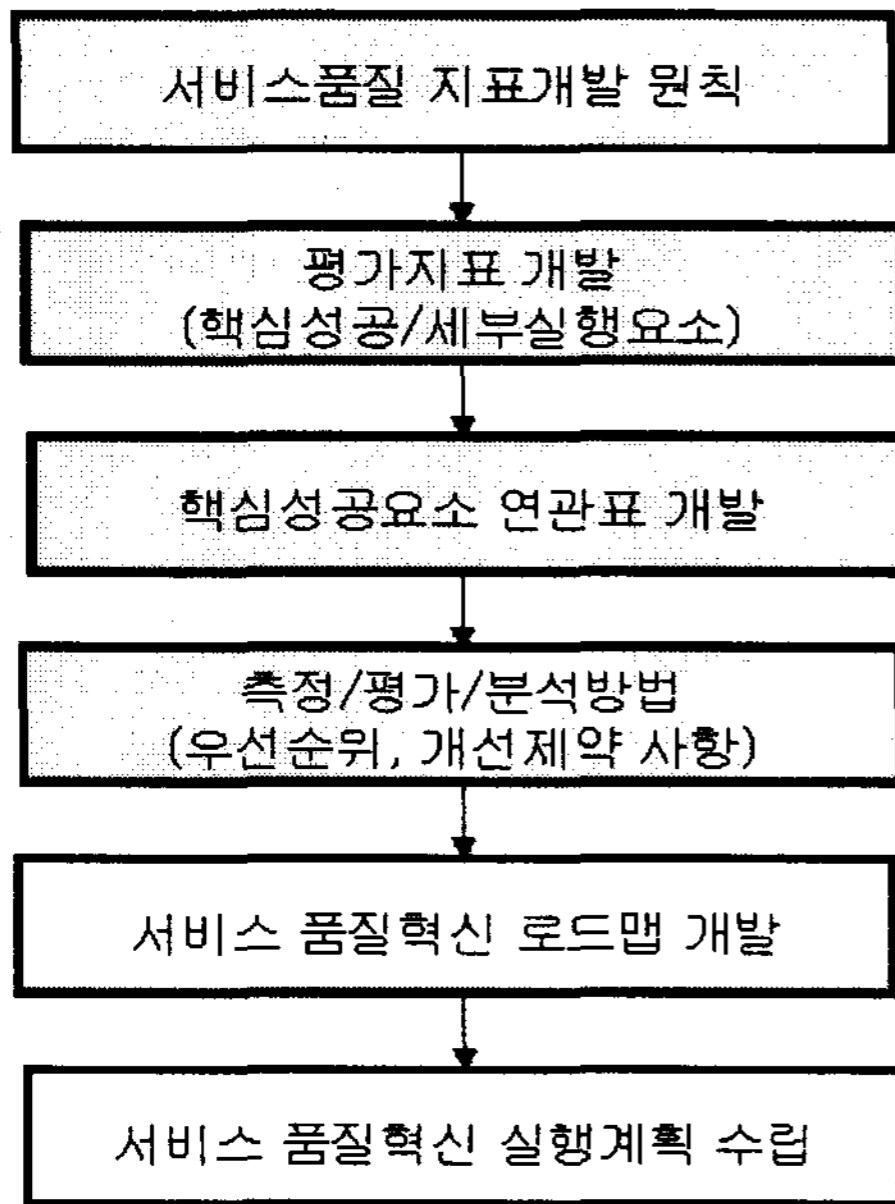 서비스품질 지표개발 원칙
평가지표 개발
(핵심성공/세부실행요소)
핵심성공요소 연관표 개발
측정/평가/분석방법
(우선순위, 개선제약 사항)
서비스 품질혁신 로드맵 개발
서비스 품질혁신 실행계획 수립